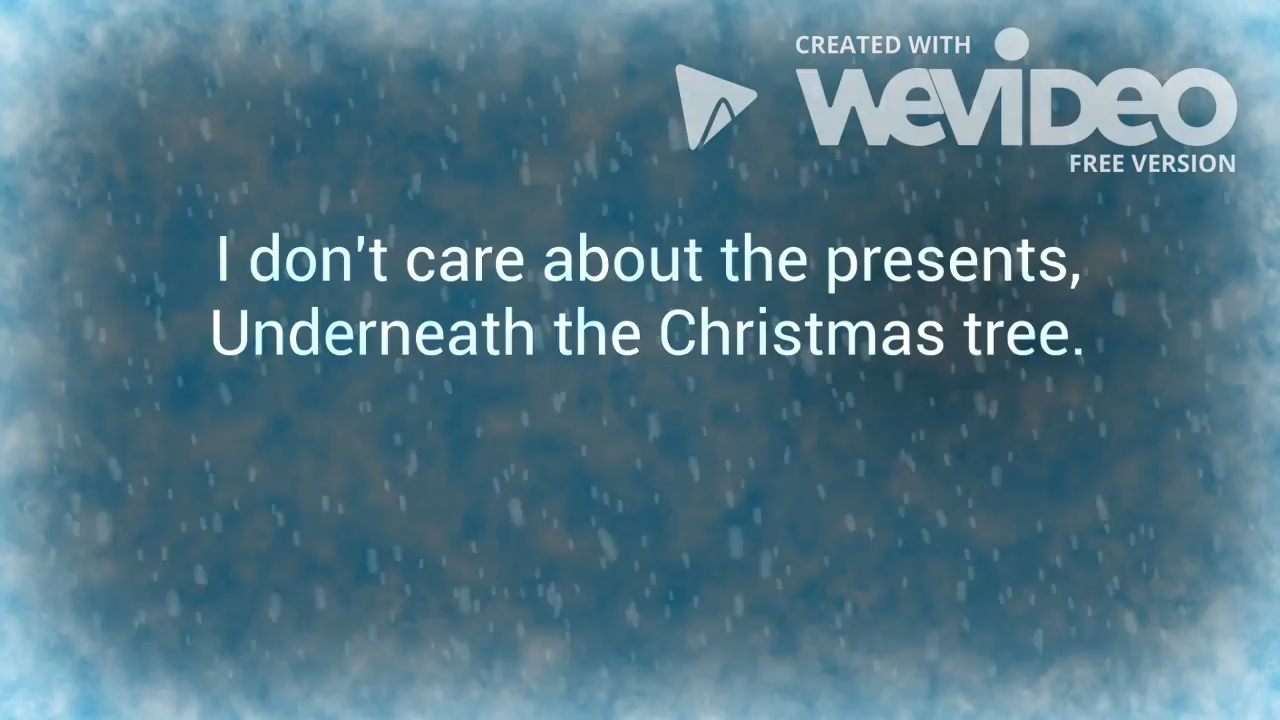 CREATED WITH
WEVIDEO
FREE VERSION
I don't care about the presents,
Underneath the Christmas tree.